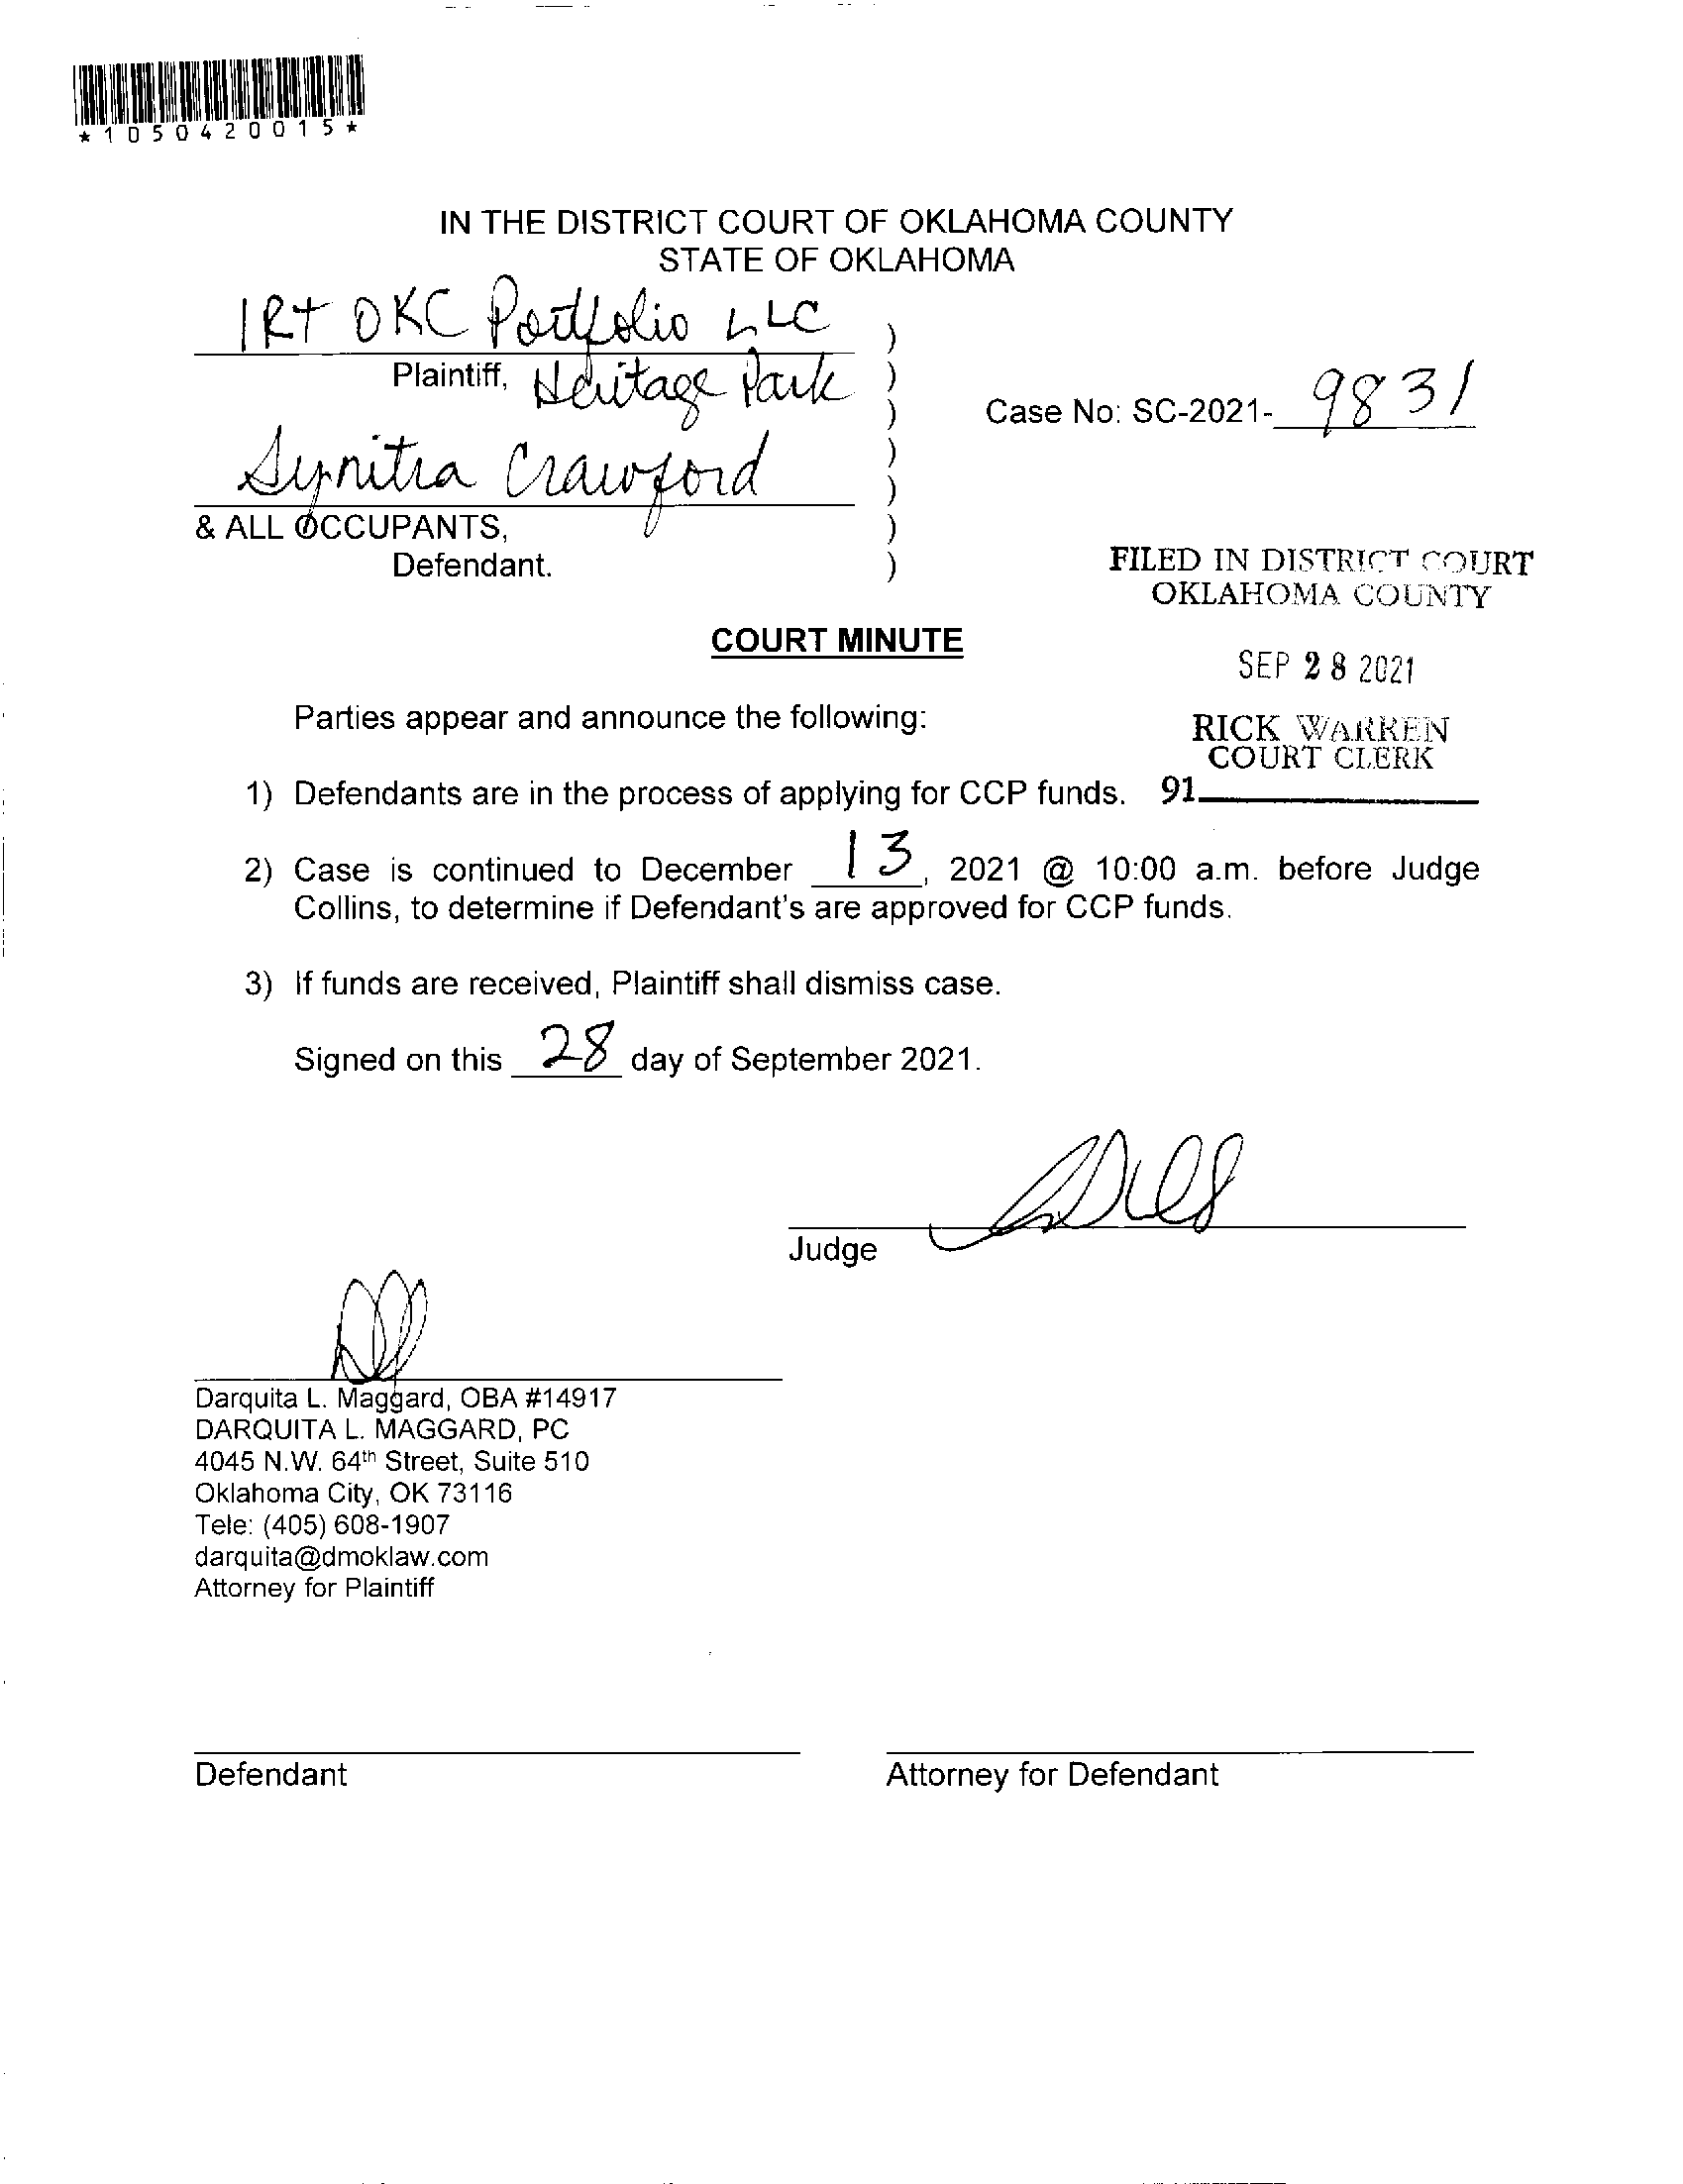 *1050420015*
IN THE DISTRICT COURT OF OKLAHOMA COUNTY
STATE OF OKLAHOMA
IRT OKC Portfolio LLC )
Plaintiff, Heritage Park )
)
Case No: SC-2021- 9831
Synitra Crawford )
)
& ALL OCCUPANTS, )
Defendant. )
FILED IN DISTRICT COURT
OKLAHOMA COUNTY
COURT MINUTE
SEP 28 2021
Parties appear and announce the following:
RICK WARREN
COURT CLERK
1) Defendants are in the process of applying for CCP funds. 91
2) Case is continued to December 13, 2021 @ 10:00 a.m. before Judge
Collins, to determine if Defendant's are approved for CCP funds.
3) If funds are received, Plaintiff shall dismiss case.
Signed on this 28 day of September 2021.
Judge
Darquita L. Maggard, OBA #14917
DARQUITA L. MAGGARD, PC
4045 N.W. 64th Street, Suite 510
Oklahoma City, OK 73116
Tele: (405) 608-1907
darquita@dmoklaw.com
Attorney for Plaintiff
Defendant Attorney for Defendant